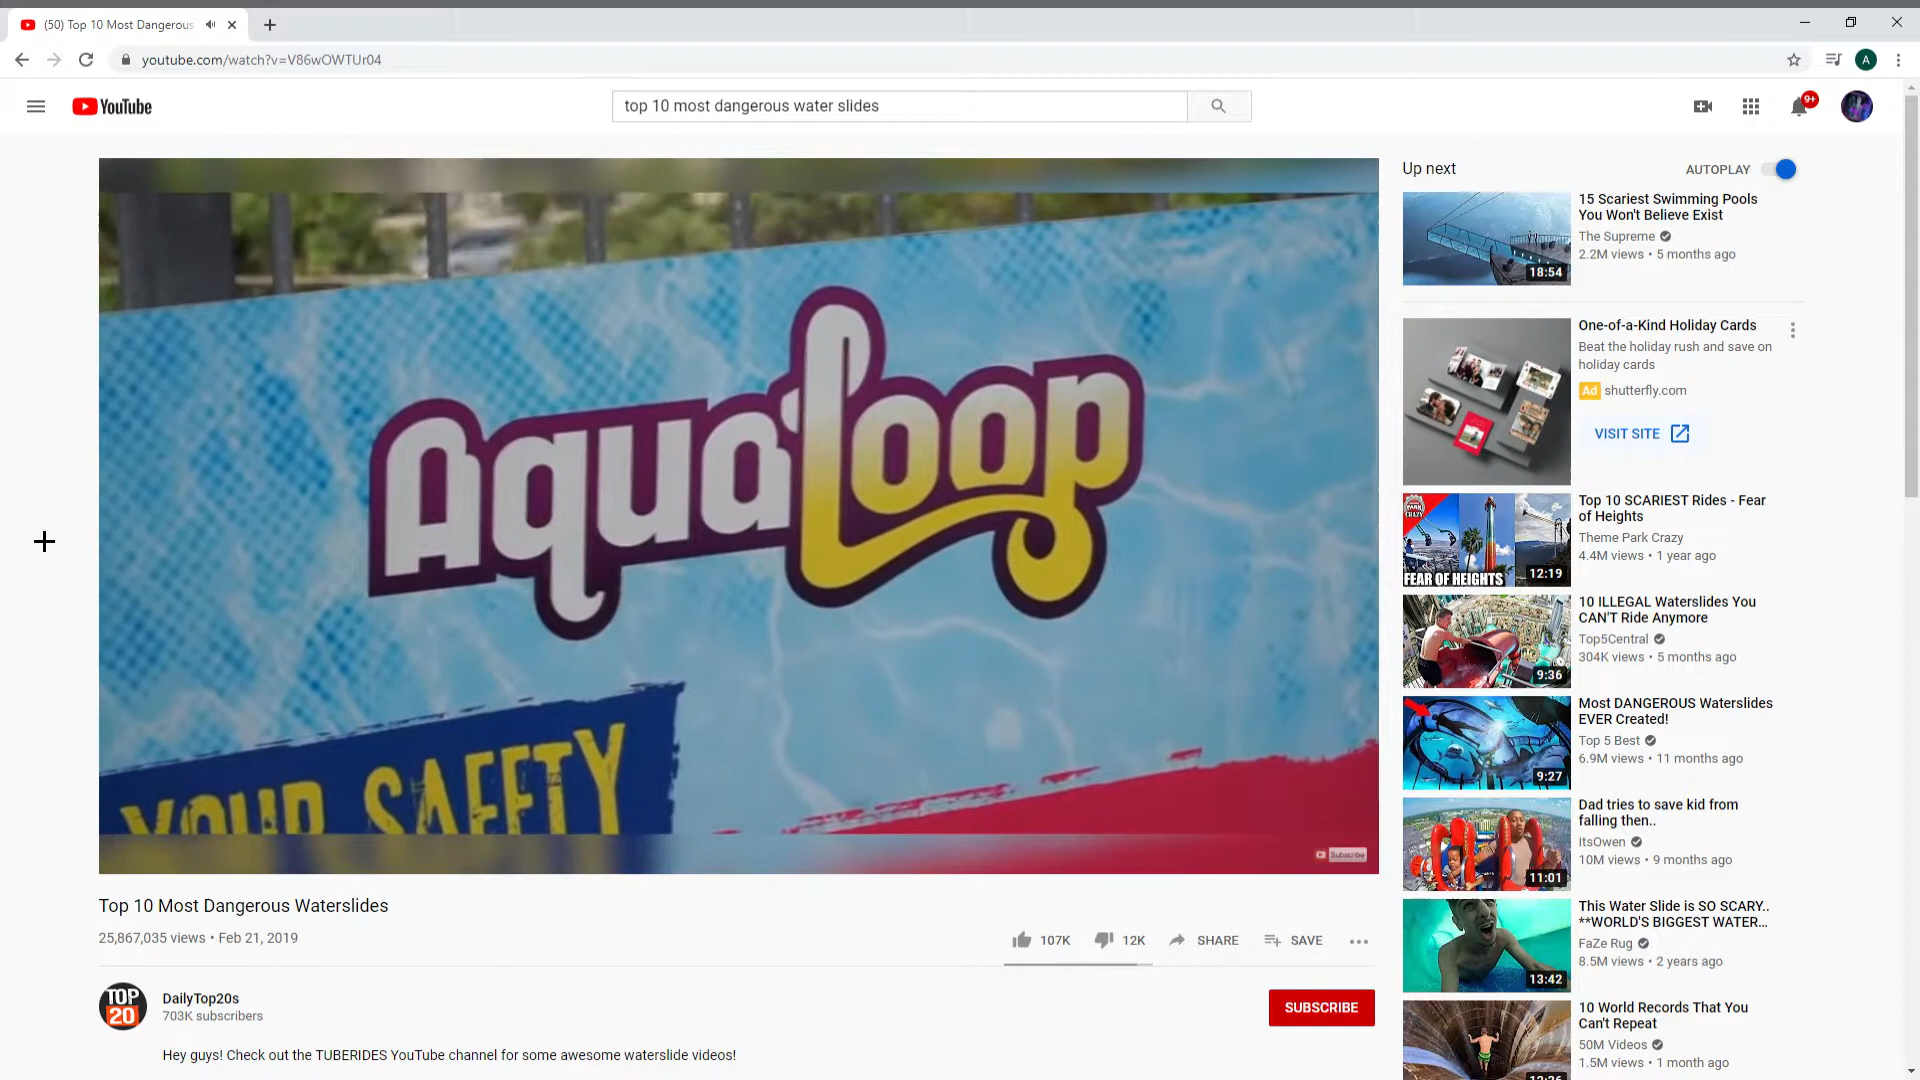 (50) Top 10 Most Dangerous
youtube.com/watch?v=V86wOWTUr04
A
YouTube
top 10 most dangerous water slides
9+
Aqua Loop
YOUR SAFETY
Subscribe
Top 10 Most Dangerous Waterslides
25,867,035 views • Feb 21, 2019
107K
12K
SHARE
SAVE
TOP
20
DailyTop20s
703K subscribers
SUBSCRIBE
Hey guys! Check out the TUBERIDES YouTube channel for some awesome waterslide videos!
Up next
AUTOPLAY
18:54
15 Scariest Swimming Pools
You Won't Believe Exist
The Supreme
2.2M views • 5 months ago
One-of-a-Kind Holiday Cards
Beat the holiday rush and save on
holiday cards
Ad shutterfly.com
VISIT SITE
CRAZY
FEAR OF HEIGHTS
12:19
Top 10 SCARIEST Rides - Fear
of Heights
Theme Park Crazy
4.4M views • 1 year ago
9:36
10 ILLEGAL Waterslides You
CAN'T Ride Anymore
Top5Central
304K views • 5 months ago
9:27
Most DANGEROUS Waterslides
EVER Created!
Top 5 Best
6.9M views • 11 months ago
11:01
Dad tries to save kid from
falling then..
ItsOwen
10M views • 9 months ago
13:42
This Water Slide is SO SCARY..
**WORLD'S BIGGEST WATER...
FaZe Rug
8.5M views • 2 years ago
10 World Records That You
Can't Repeat
50M Videos
1.5M views • 1 month ago